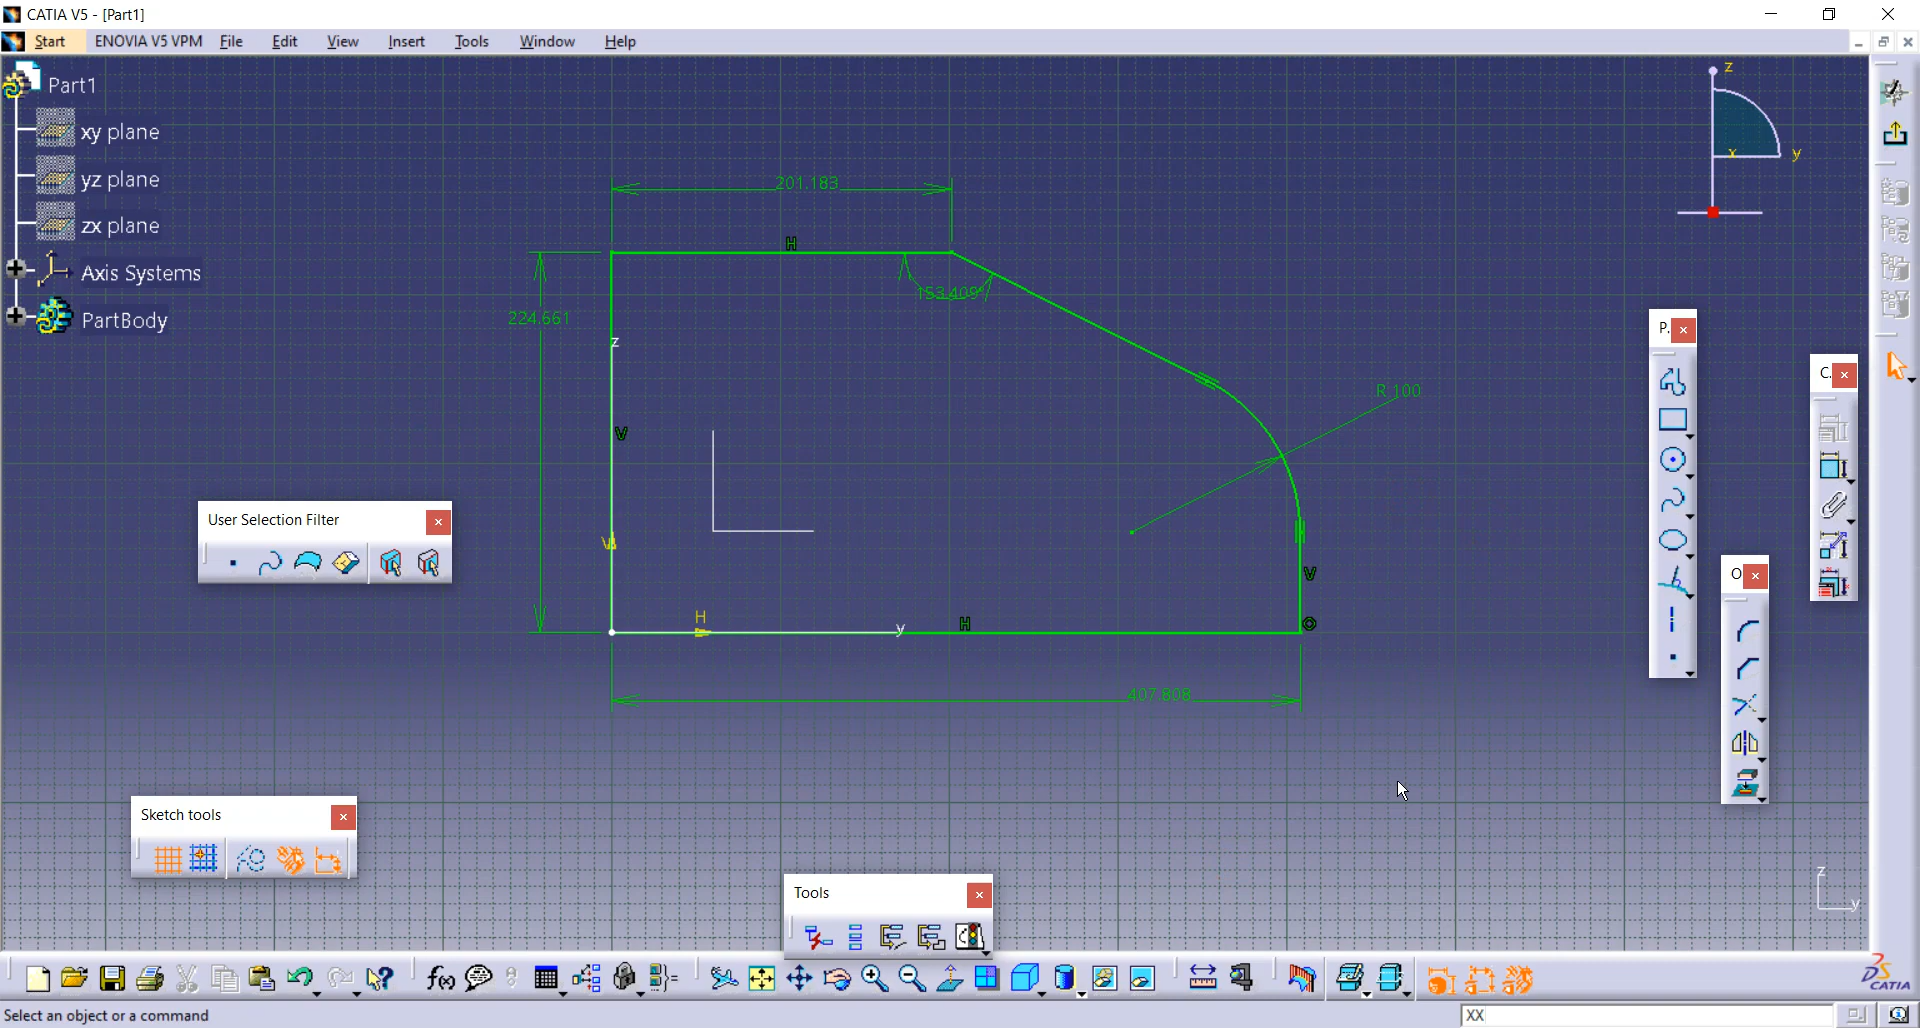 CATIA V5 - [Part1]
Start ENOVIA V5 VPM File Edit View Insert Tools Window Help
Part1
xy plane
yz plane
zx plane
Axis Systems
PartBody
z
x
y
201.183
H
153.409°
224.661
z
V
R 100
V
H
y
H
V
O
407.808
P.
C.
O
User Selection Filter
Sketch tools
Tools
z
y
f(x)
CATIA
Select an object or a command
XX